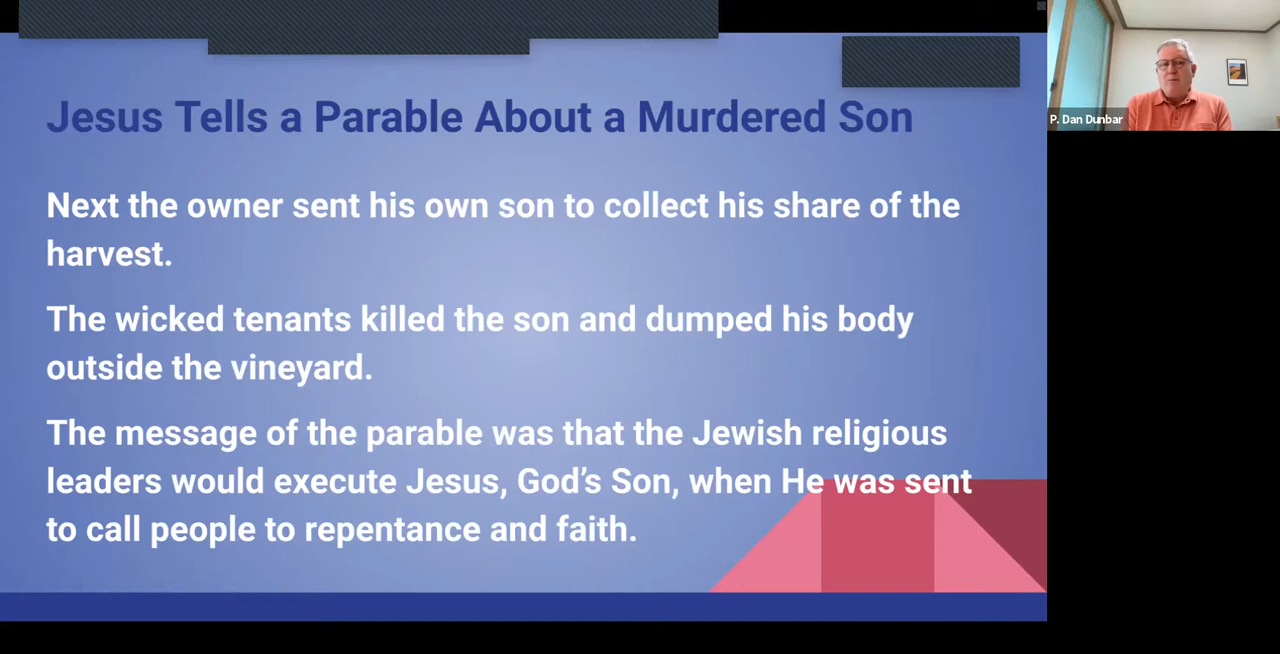 Jesus Tells a Parable About a Murdered Son
Next the owner sent his own son to collect his share of the
harvest.
The wicked tenants killed the son and dumped his body
outside the vineyard.
The message of the parable was that the Jewish religious
leaders would execute Jesus, God’s Son, when He was sent
to call people to repentance and faith.
P. Dan Dunbar